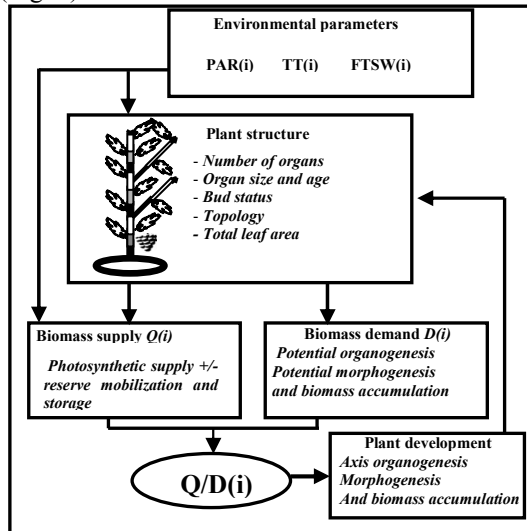 Environmental parameters
PAR(i) TT(i) FTSW(i)
Plant structure
- Number of organs
- Organ size and age
- Bud status
- Topology
- Total leaf area
Biomass supply Q(i)
Photosynthetic supply +/-
reserve mobilization and
storage
Biomass demand D(i)
Potential organogenesis
Potential morphogenesis
and biomass accumulation
Q/D(i)
Plant development
Axis organogenesis
Morphogenesis
And biomass accumulation